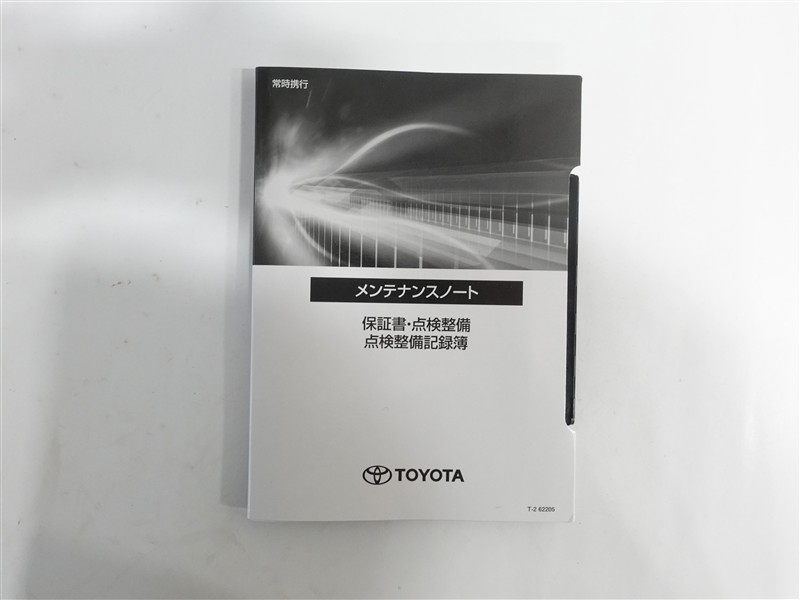 常時携行
メンテナンスノート
保証書・点検整備
点検整備記録簿
TOYOTA
T-2 62205